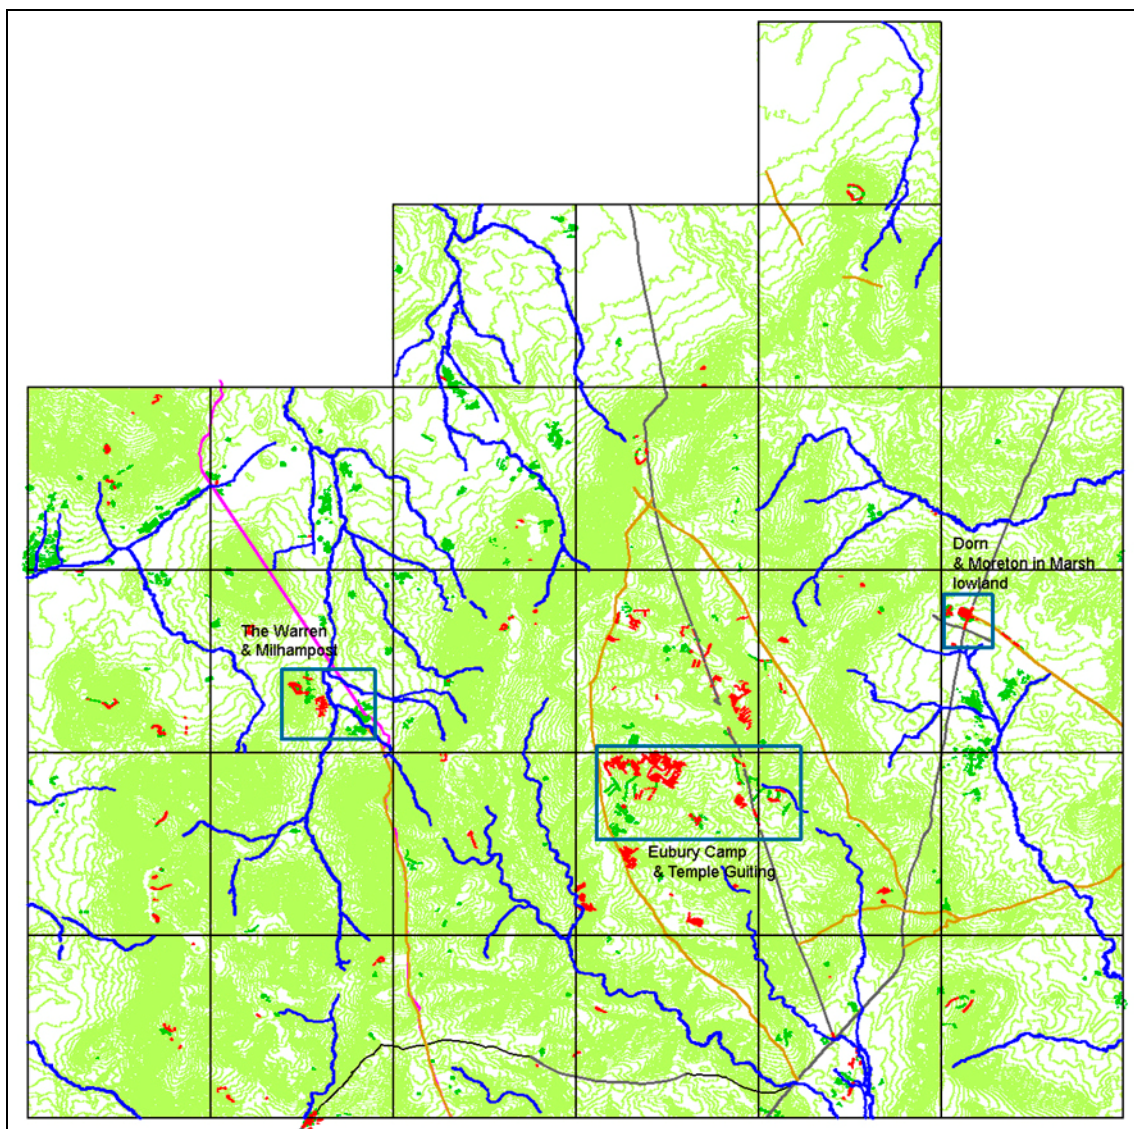 Dorn
& Moreton in Marsh
lowland
The Warren
& Milhampost
Eubury Camp
& Temple Guiting